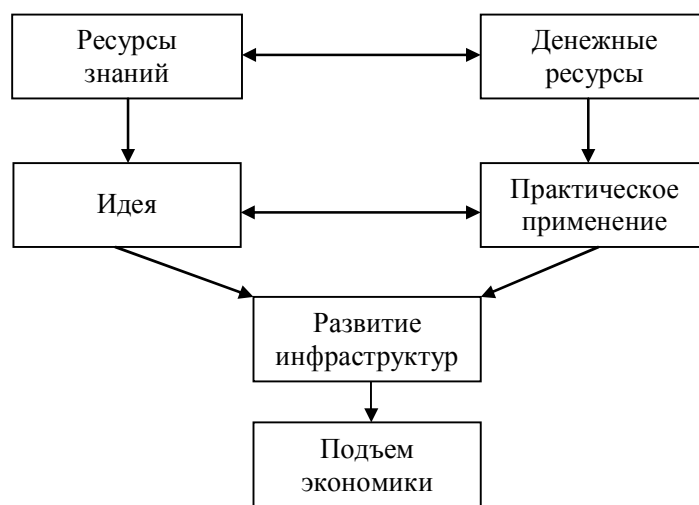 Ресурсы
знаний
Денежные
ресурсы
Идея
Практическое
применение
Развитие
инфраструктур
Подъем
экономики